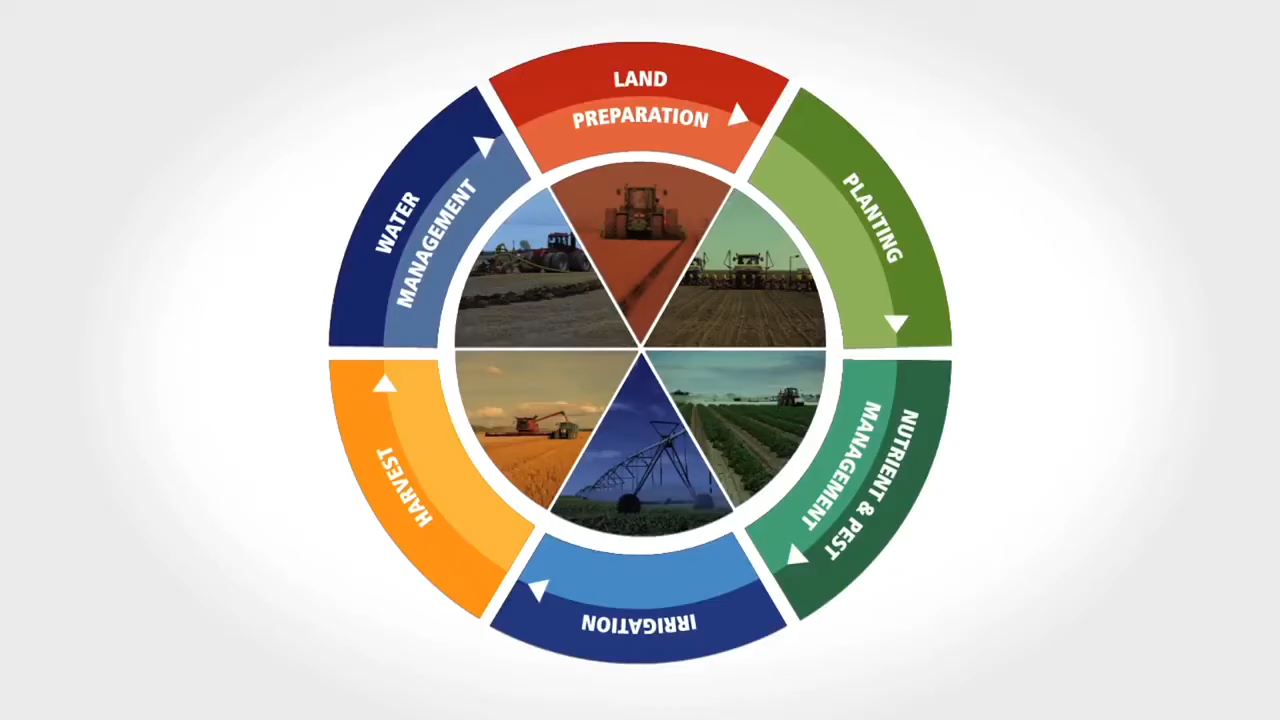 LAND
PREPARATION
PLANTING
NUTRIENT & PEST
MANAGEMENT
IRRIGATION
HARVEST
WATER
MANAGEMENT